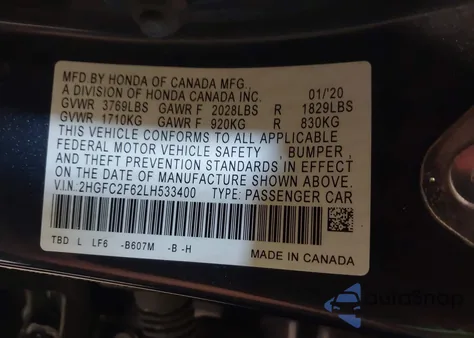 MFD.BY HONDA OF CANADA MFG.,
A DIVISION OF HONDA CANADA INC. 01/'20
GVWR 3769LBS GAWR F 2028LBS R 1829LBS
GVWR 1710KG GAWR F 920KG R 830KG
THIS VEHICLE CONFORMS TO ALL APPLICABLE
FEDERAL MOTOR VEHICLE SAFETY , BUMPER ,
AND THEFT PREVENTION STANDARDS IN EFFECT
ON THE DATE OF MANUFACTURE SHOWN ABOVE.
V.I.N. 2HGFC2F62LH533400 TYPE: PASSENGER CAR
TBD L LF6 -B607M -B -H
MADE IN CANADA
AutoSnap